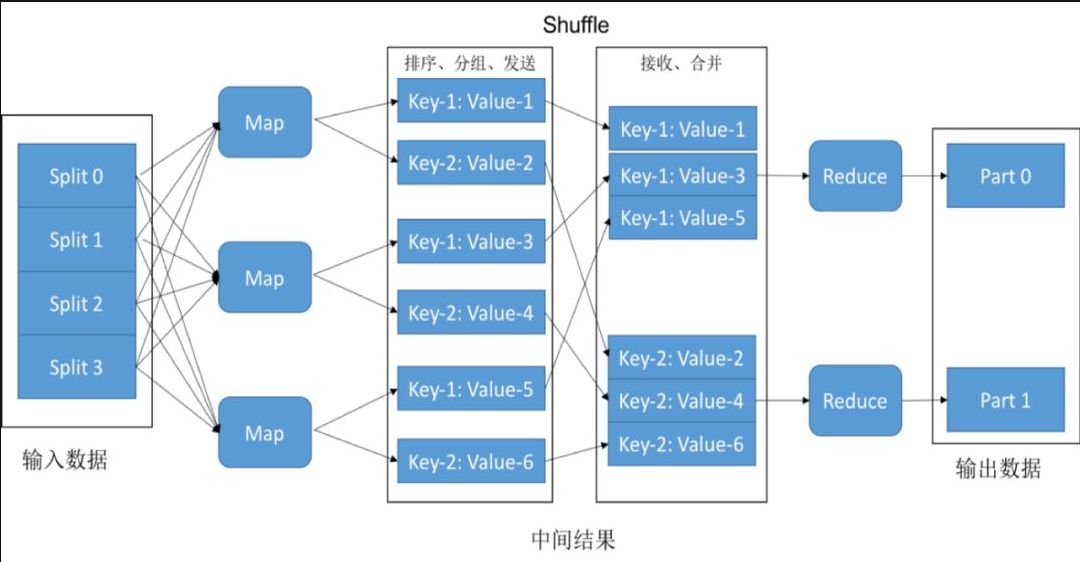 Shuffle
排序、分组、发送
接收、合并
Split 0
Split 1
Split 2
Split 3
输入数据
Map
Map
Map
Key-1: Value-1
Key-2: Value-2
Key-1: Value-3
Key-2: Value-4
Key-1: Value-5
Key-2: Value-6
Key-1: Value-1
Key-1: Value-3
Key-1: Value-5
Key-2: Value-2
Key-2: Value-4
Key-2: Value-6
中间结果
Reduce
Reduce
Part 0
Part 1
输出数据